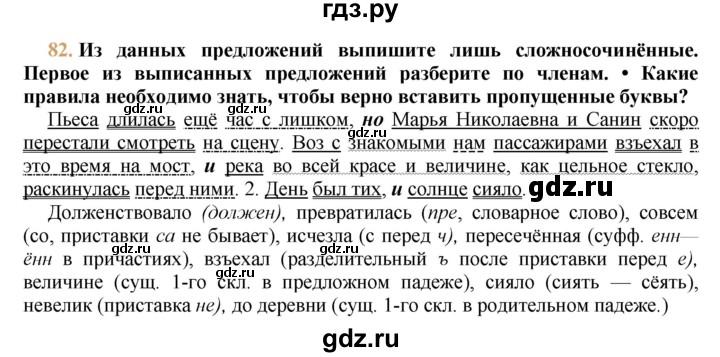 гдз.ру
82. Из данных предложений выпишите лишь сложносочинённые.
Первое из выписанных предложений разберите по членам. • Какие
правила необходимо знать, чтобы верно вставить пропущенные буквы?
Пьеса длилась ещё час с лишком, но Марья Николаевна и Санин скоро
перестали смотреть на сцену. Воз с знакомыми нам пассажирами взъехал в
это время на мост, и река во всей красе и величине, как цельное стекло,
раскинулась перед ними. 2. День был тих, и солнце сияло.
Долженствовало (должен), превратилась (пре, словарное слово), совсем
(со, приставки са не бывает), исчезла (с перед ч), пересечённая (суфф. енн—
ённ в причастиях), взъехал (разделительный ъ после приставки перед е),
величине (сущ. 1-го скл. в предложном падеже), сияло (сиять — сёять),
невелик (приставка не), до деревни (сущ. 1-го скл. в родительном падеже.)
gdz.ru
gdz.ru
gdz.ru
gdz.ru
gdz.ru